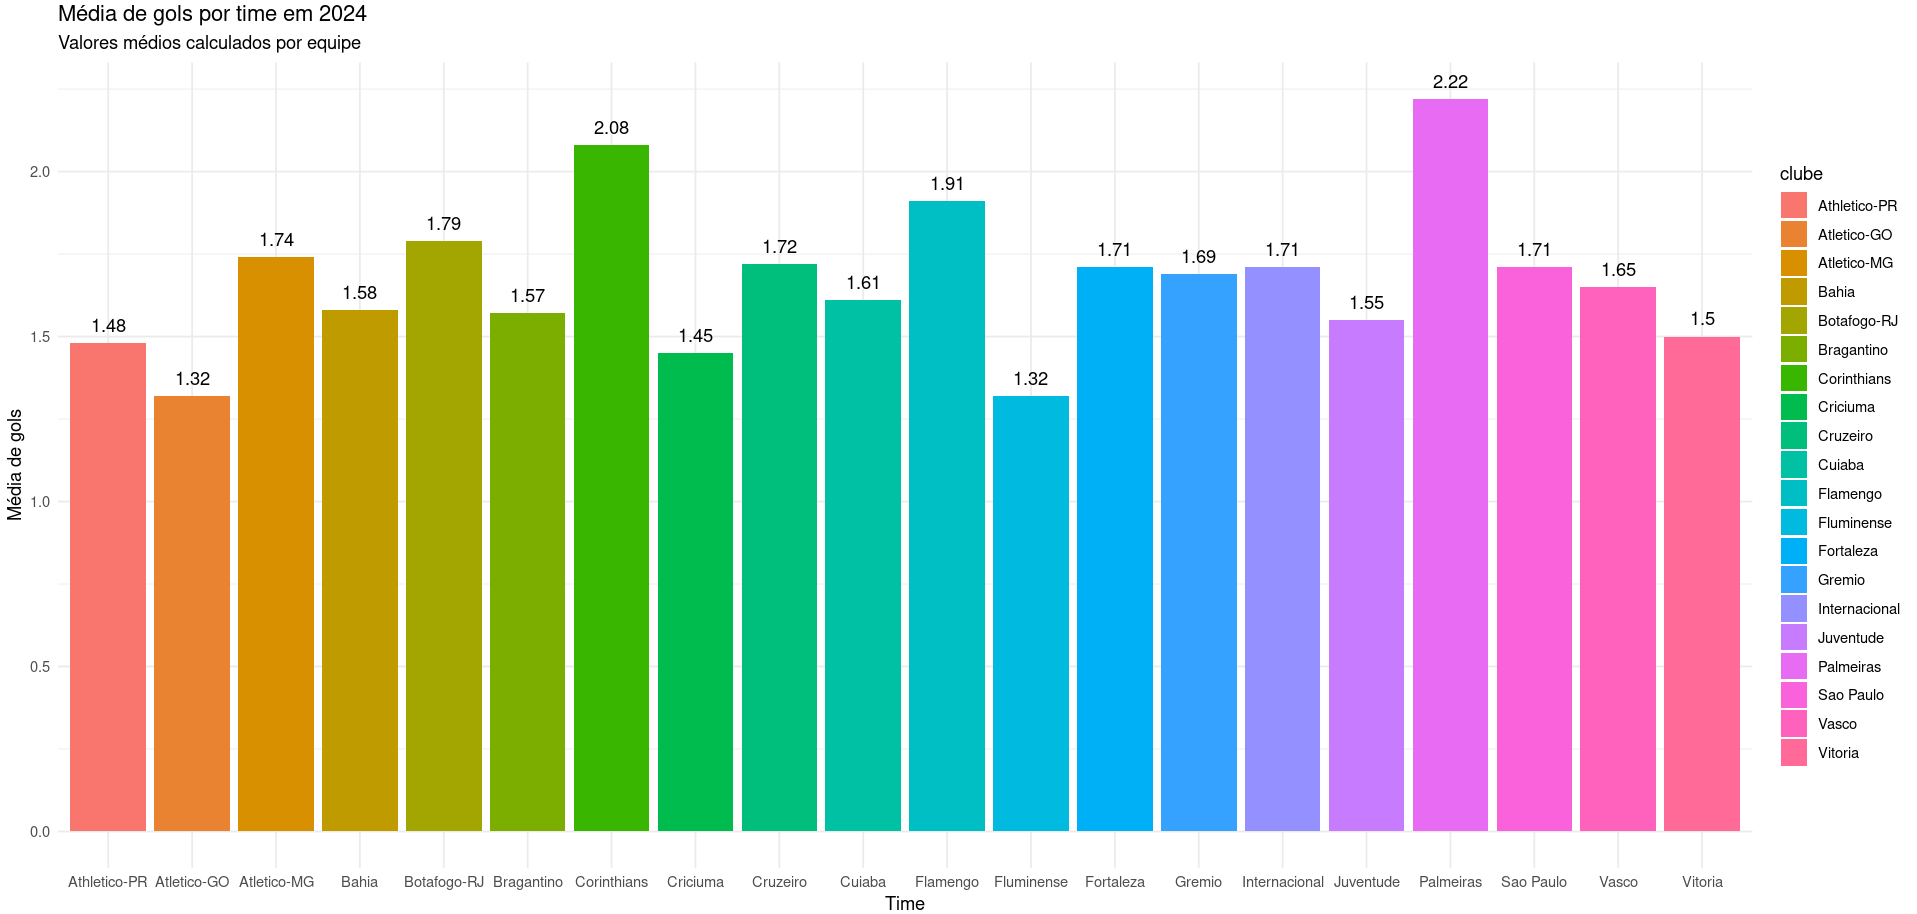 Média de gols por time em 2024
Valores médios calculados por equipe
Média de gols
2.0
1.5
1.0
0.5
0.0
1.48
1.32
1.74
1.58
1.79
1.57
2.08
1.45
1.72
1.61
1.91
1.32
1.71
1.69
1.71
1.55
2.22
1.71
1.65
1.5
Athletico-PR Atletico-GO Atletico-MG Bahia Botafogo-RJ Bragantino Corinthians Criciuma Cruzeiro Cuiaba Flamengo Fluminense Fortaleza Gremio Internacional Juventude Palmeiras Sao Paulo Vasco Vitoria
Time
clube
Athletico-PR
Atletico-GO
Atletico-MG
Bahia
Botafogo-RJ
Bragantino
Corinthians
Criciuma
Cruzeiro
Cuiaba
Flamengo
Fluminense
Fortaleza
Gremio
Internacional
Juventude
Palmeiras
Sao Paulo
Vasco
Vitoria